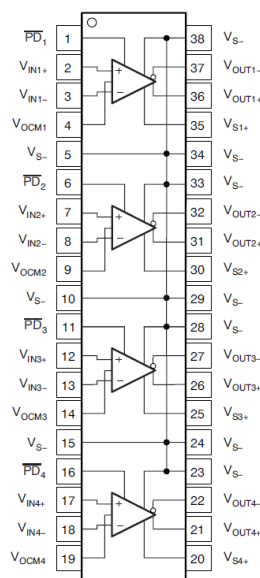 PD1 1 38 VS−
VIN1+ 2 + 37 VOUT1−
VIN1− 3 − 36 VOUT1+
VOCM1 4 35 VS1+
VS− 5 34 VS−
PD2 6 33 VS−
VIN2+ 7 + 32 VOUT2−
VIN2− 8 − 31 VOUT2+
VOCM2 9 30 VS2+
VS− 10 29 VS−
PD3 11 28 VS−
VIN3+ 12 + 27 VOUT3−
VIN3− 13 − 26 VOUT3+
VOCM3 14 25 VS3+
VS− 15 24 VS−
PD4 16 23 VS−
VIN4+ 17 + 22 VOUT4−
VIN4− 18 − 21 VOUT4+
VOCM4 19 20 VS4+